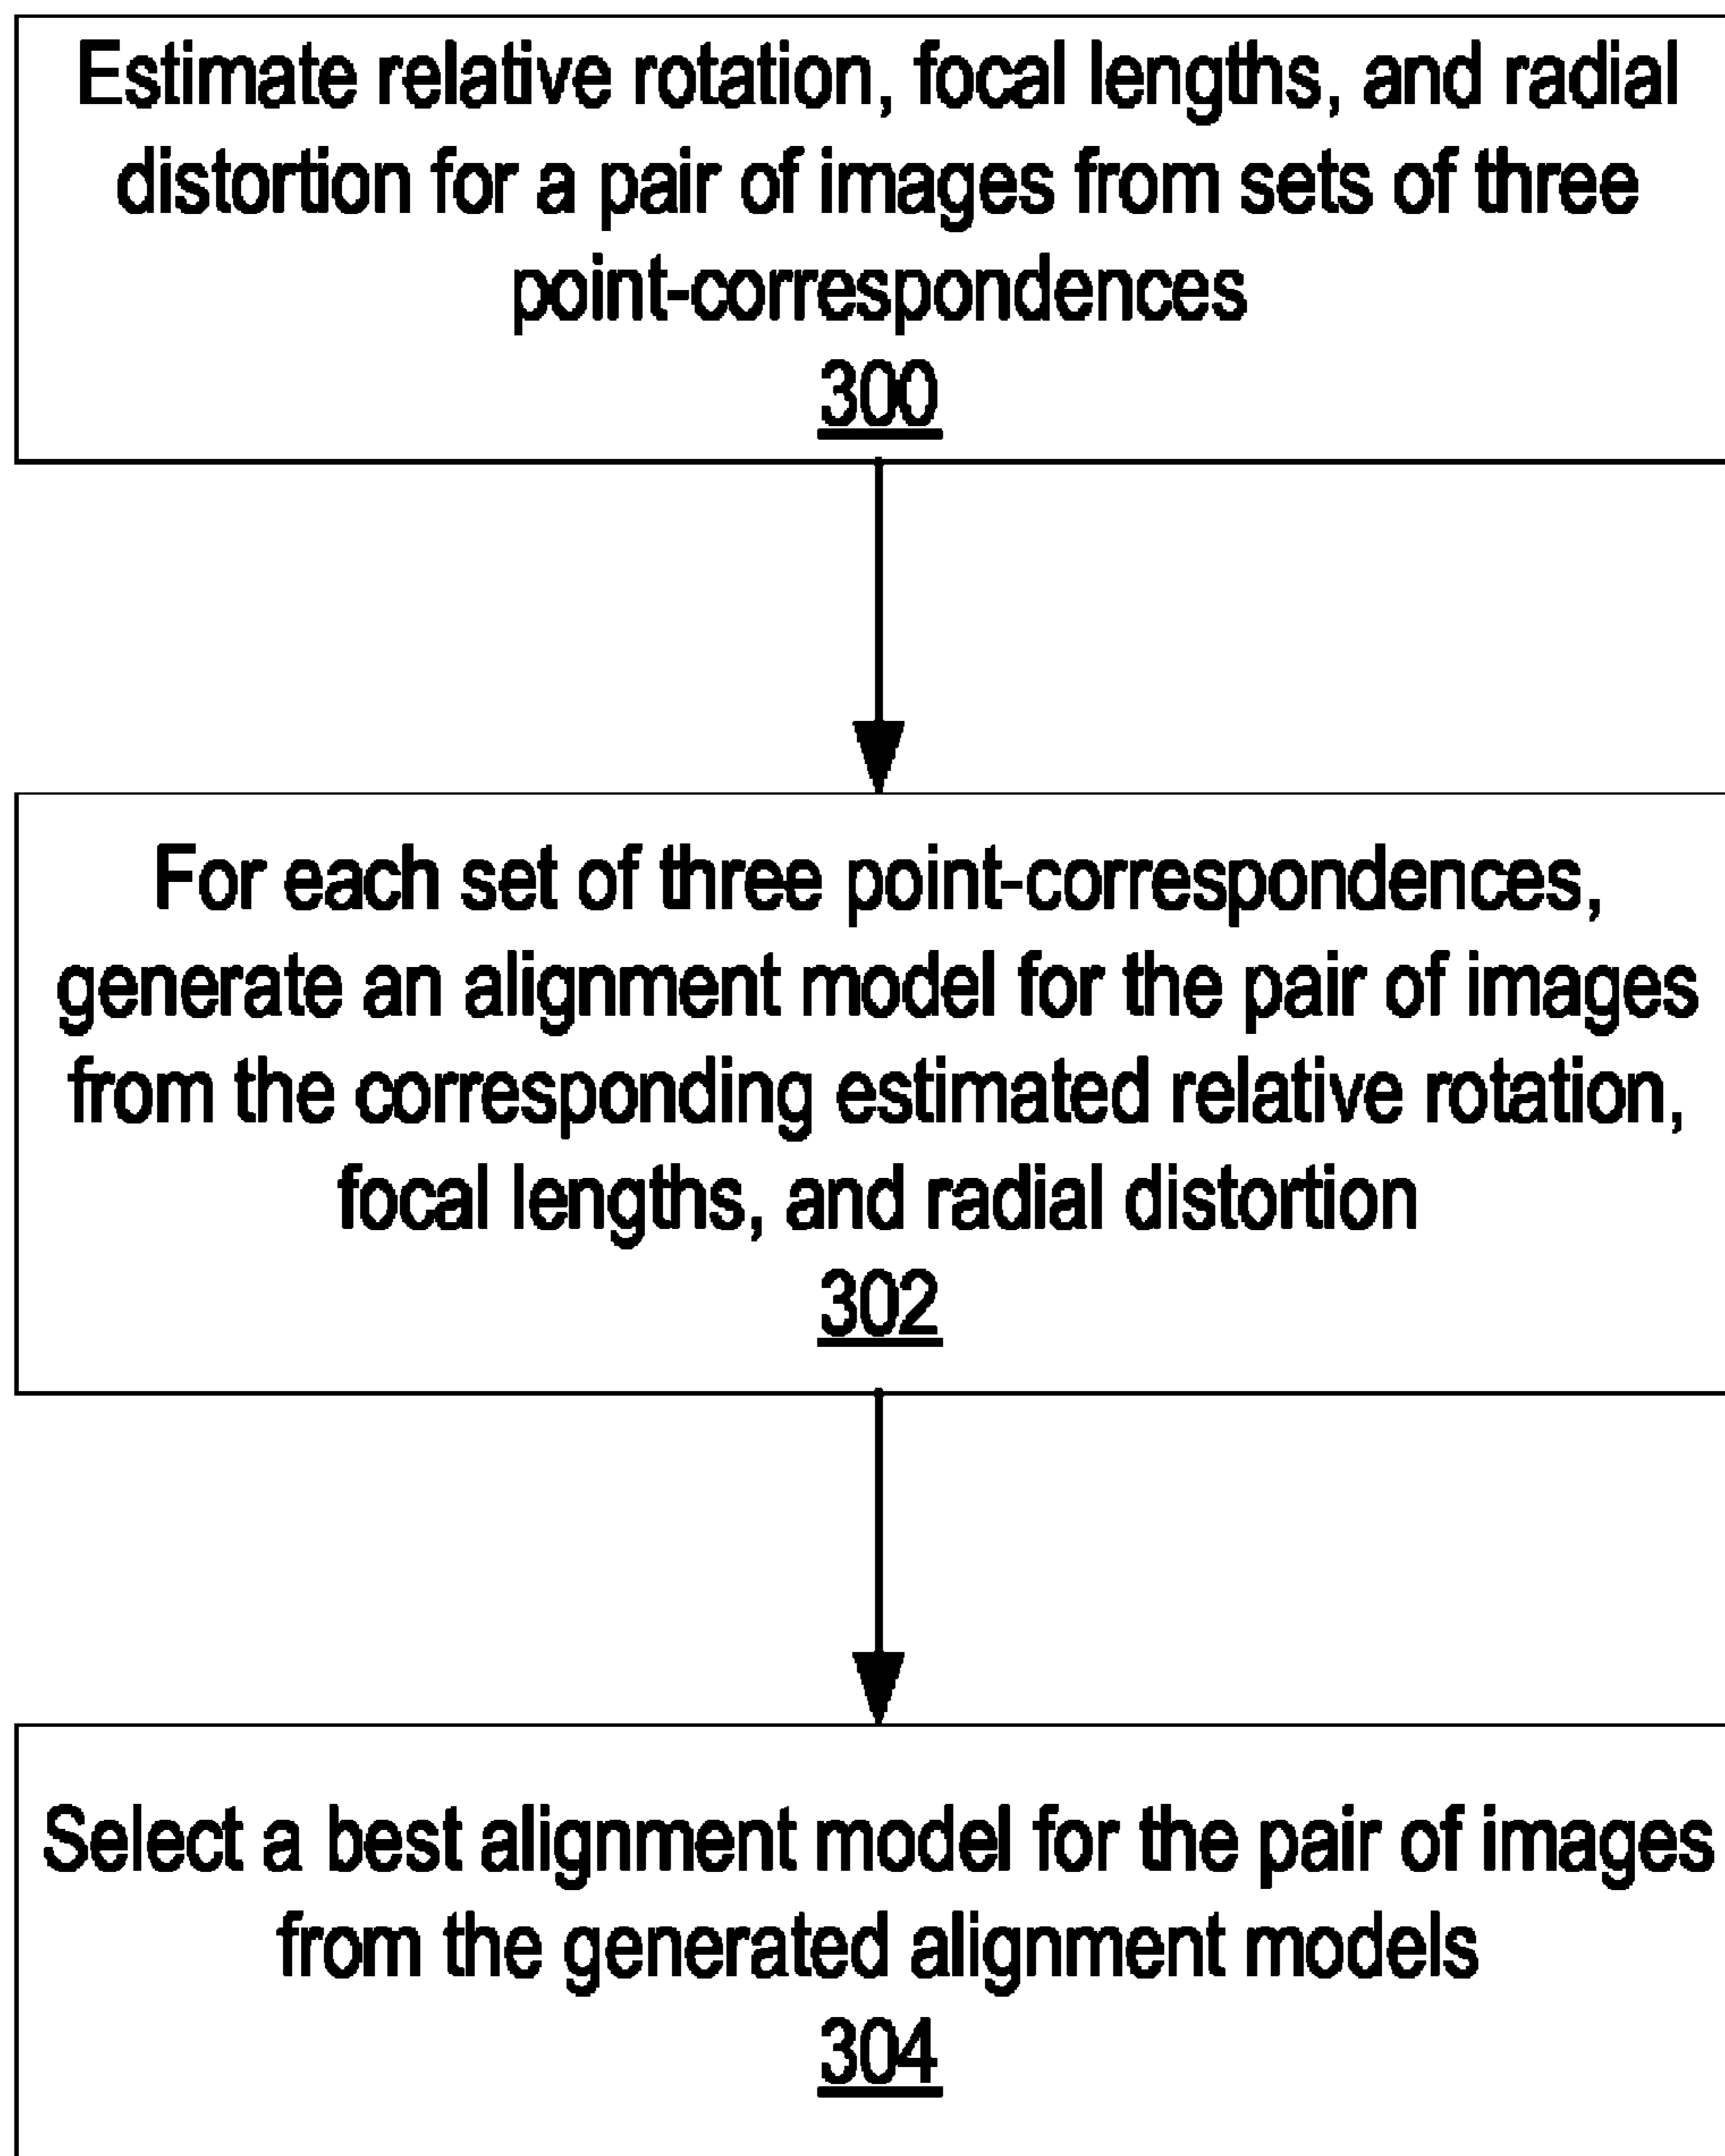 Estimate relative rotation, focal lengths, and radial
distortion for a pair of images from sets of three
point-correspondences
300
For each set of three point-correspondences,
generate an alignment model for the pair of images
from the corresponding estimated relative rotation,
focal lengths, and radial distortion
302
Select a best alignment model for the pair of images
from the generated alignment models
304